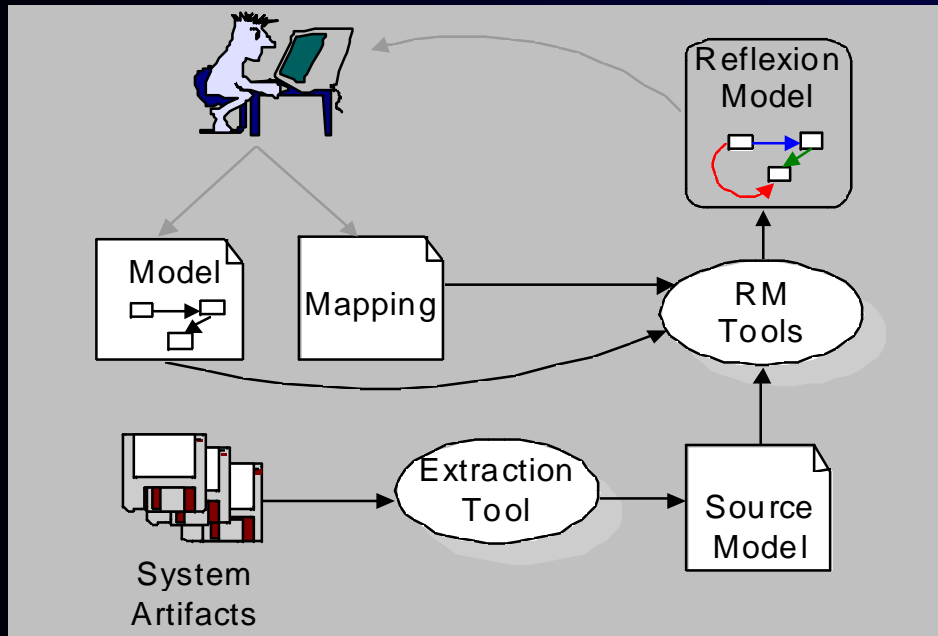 Reflexion
Model
Model
Mapping
RM
Tools
Extraction
Tool
Source
Model
System
Artifacts